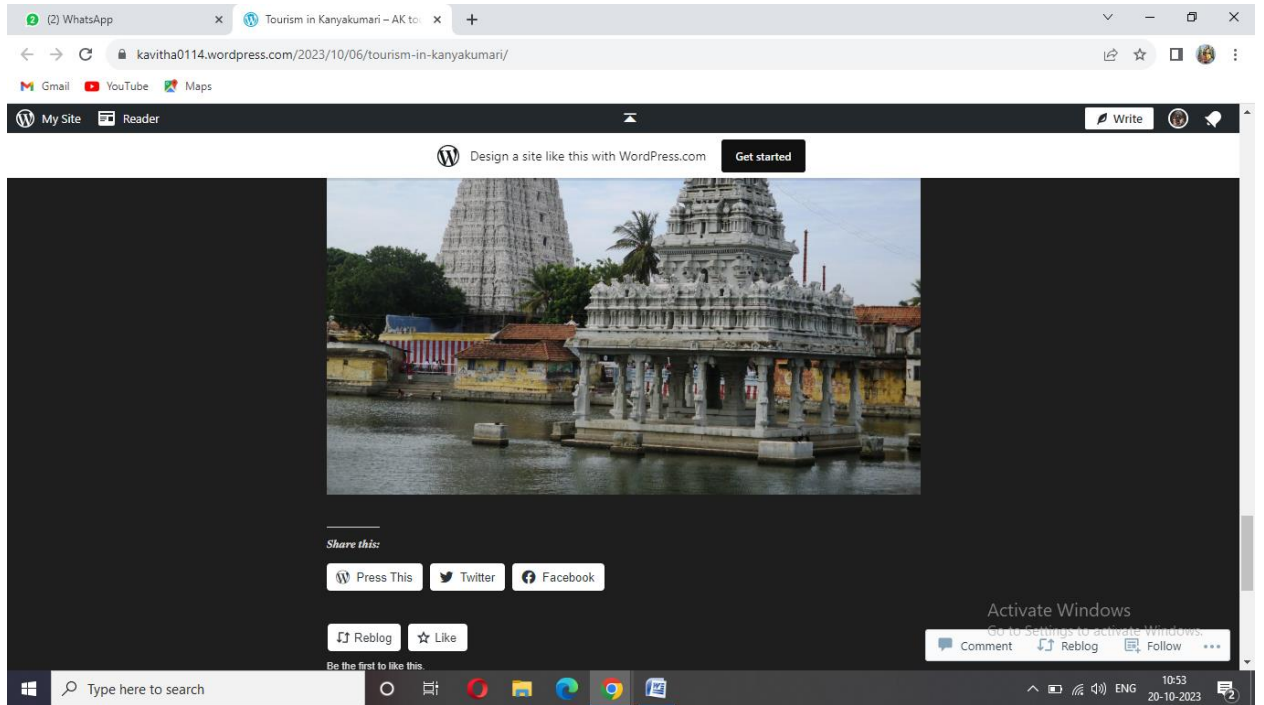 (2) WhatsApp
Tourism in Kanyakumari – AK to
kavitha0114.wordpress.com/2023/10/06/tourism-in-kanyakumari/
Gmail YouTube Maps
My Site Reader Write
Design a site like this with WordPress.com Get started
Share this:
Press This Twitter Facebook
Reblog Like
Be the first to like this.
Activate Windows
Go to Settings to activate Windows.
Comment Reblog Follow
Type here to search
ENG
10:53
20-10-2023
2